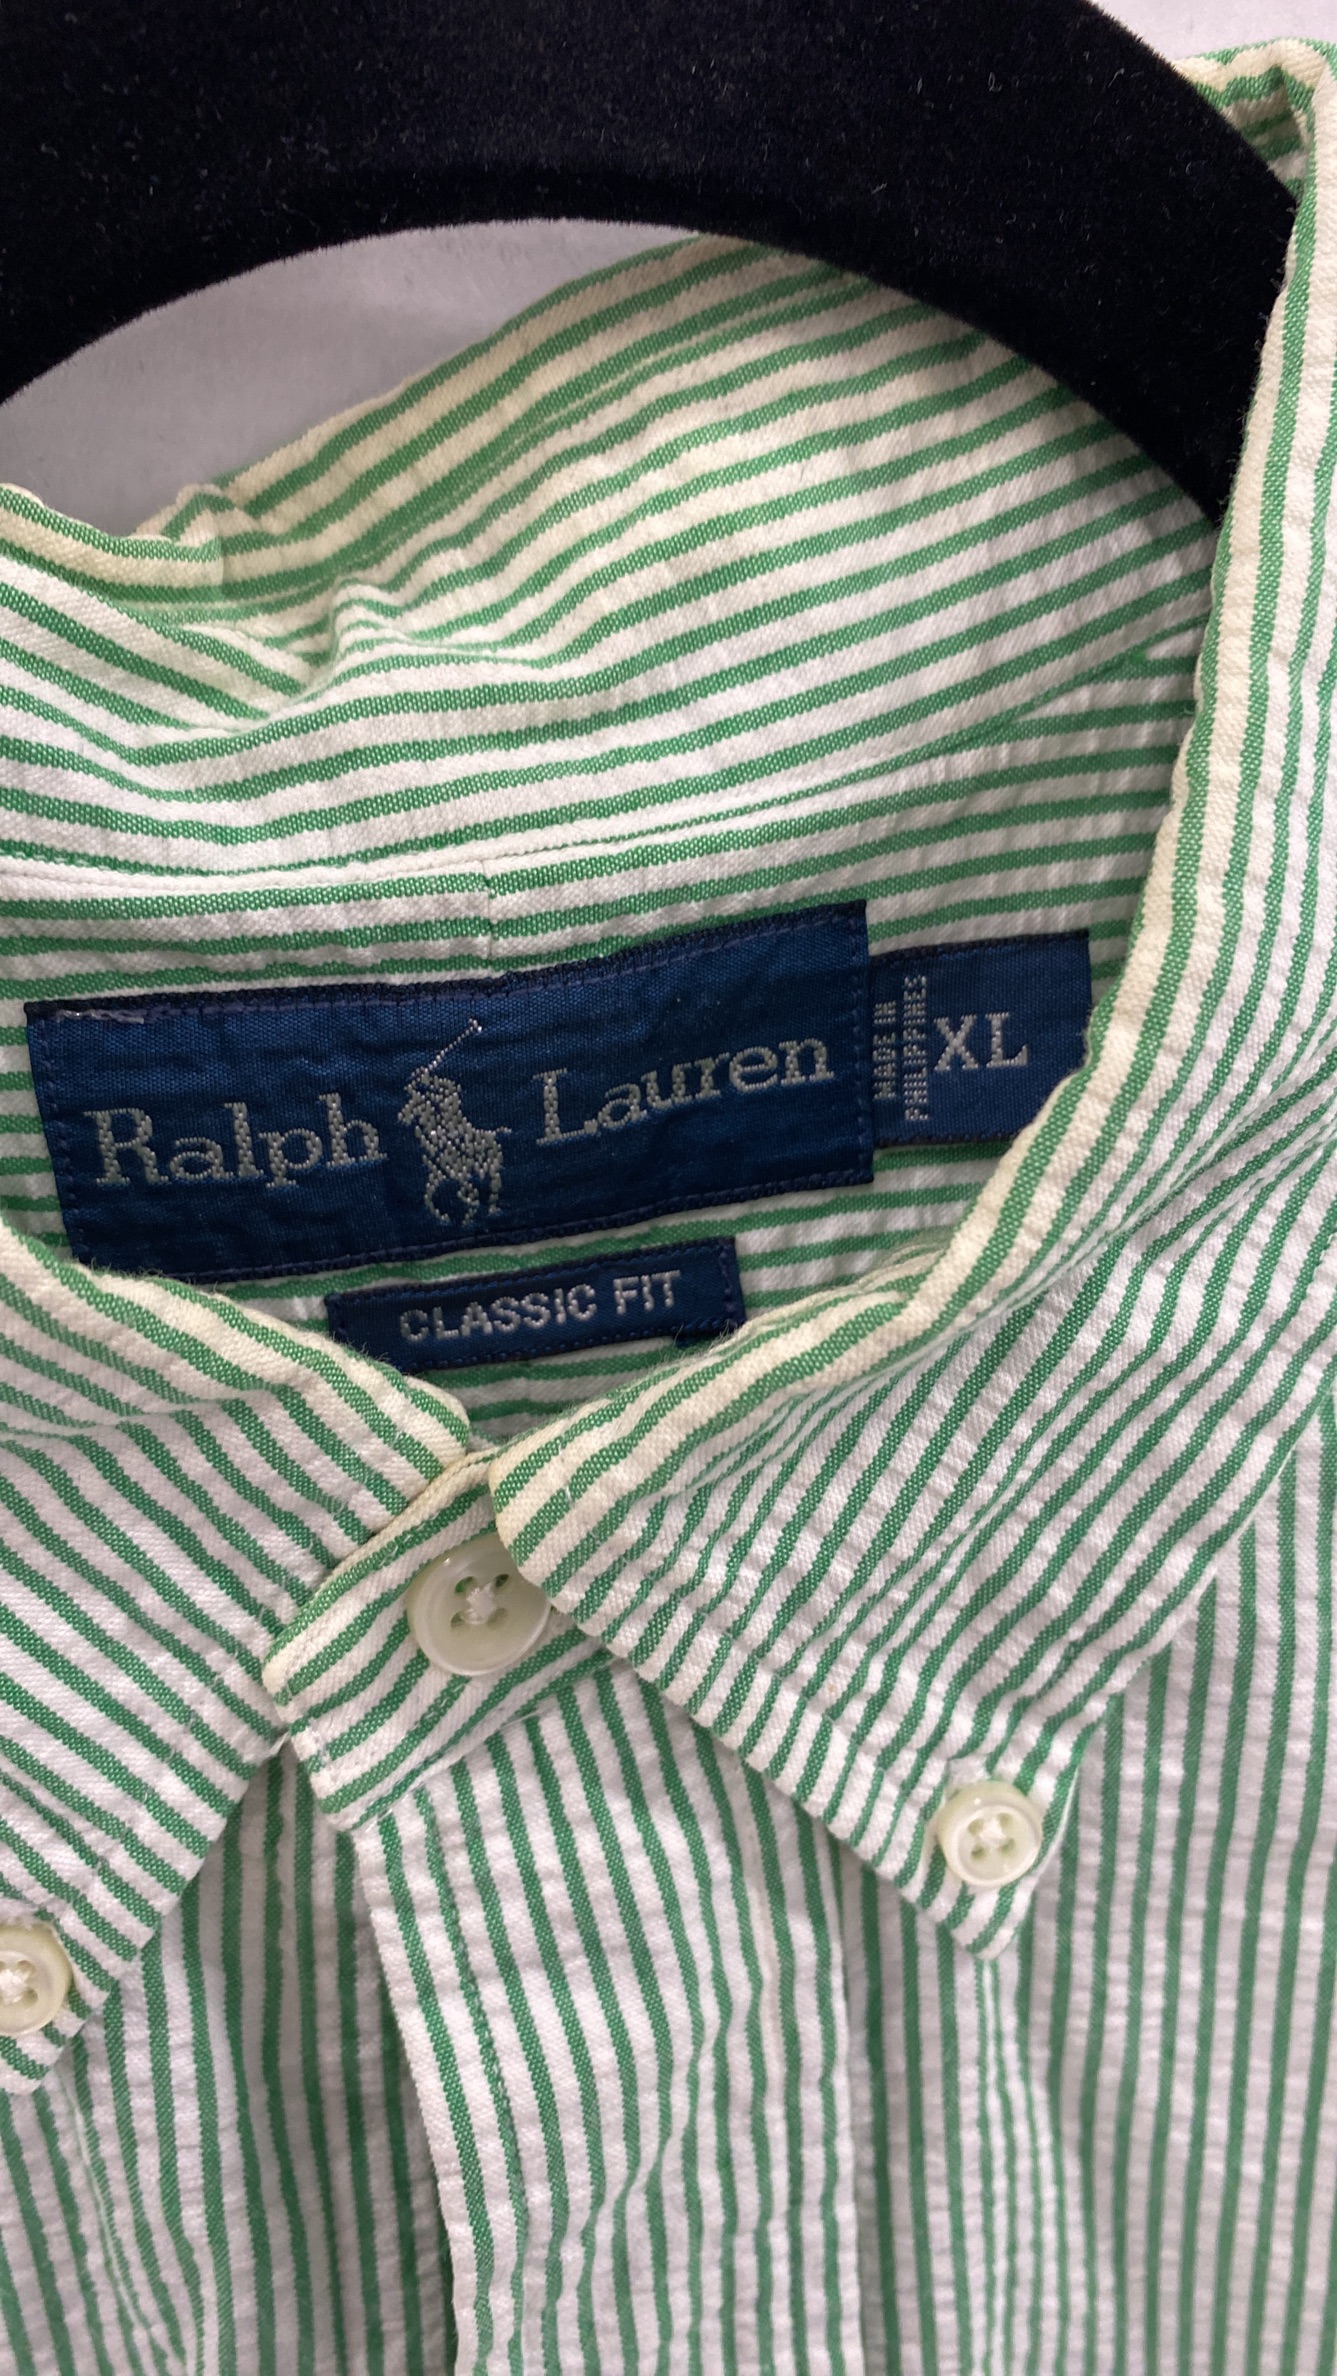 Ralph Lauren
MADE IN
PHILIPPINES
XL
CLASSIC FIT